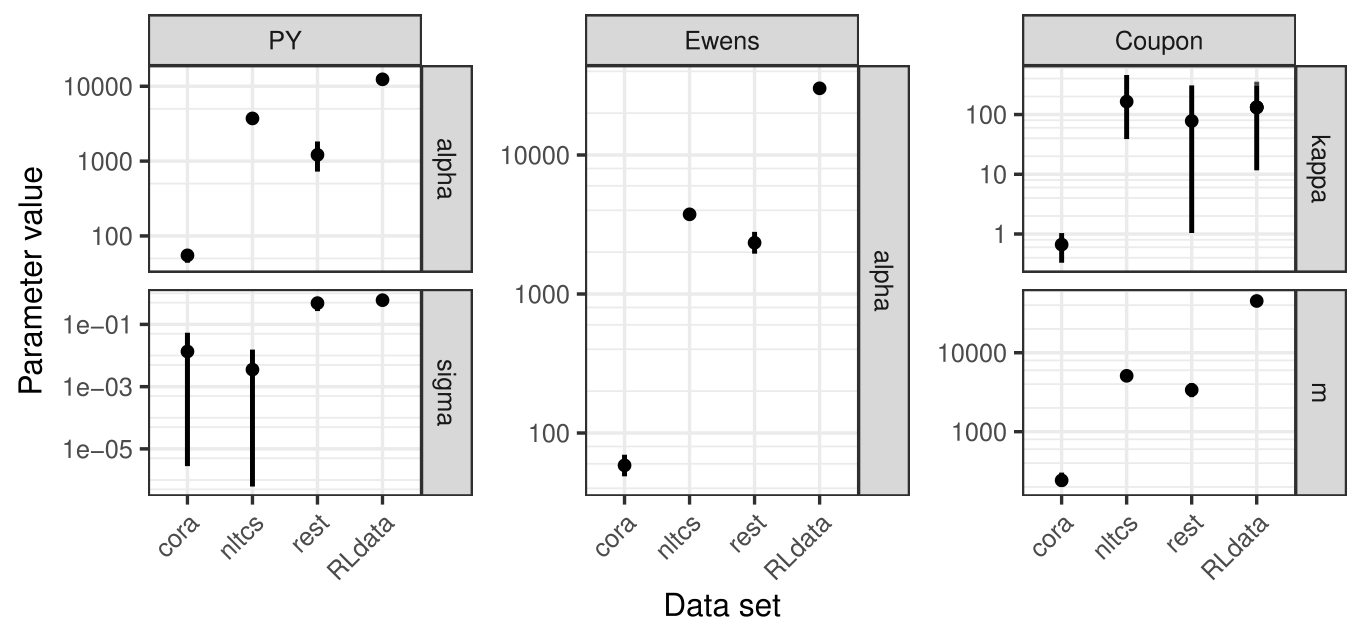 PY
Ewens
Coupon
Parameter value
10000
1000
100
alpha
1e−01
1e−03
1e−05
sigma
10000
1000
100
alpha
100
10
1
kappa
10000
1000
m
cora
nltcs
rest
RLdata
cora
nltcs
rest
RLdata
cora
nltcs
rest
RLdata
Data set